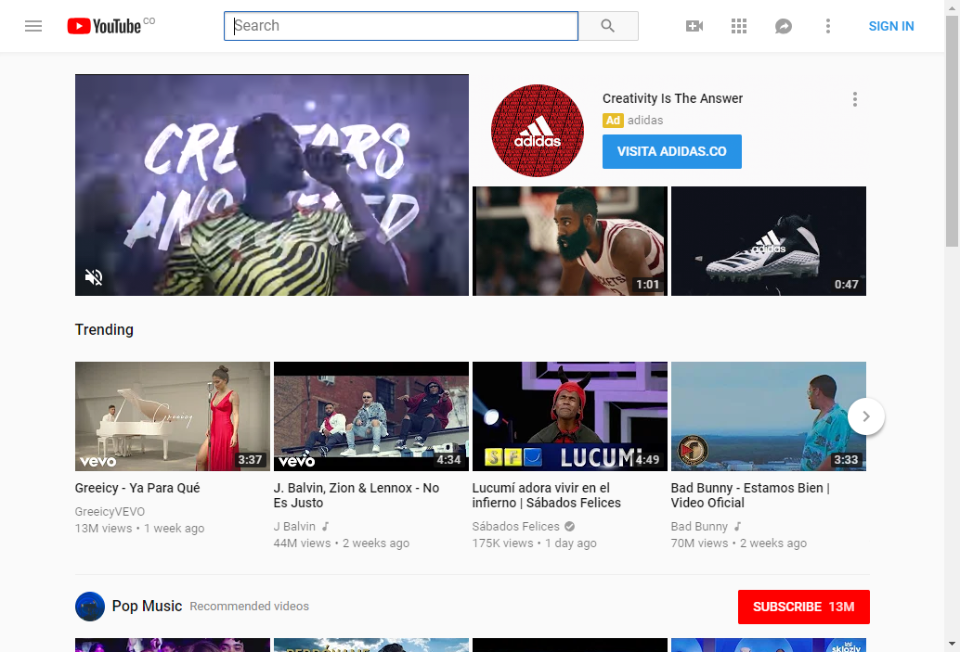 YouTube CO
Search
SIGN IN
CREATORS
ANSWERED
Creativity Is The Answer
Ad adidas
VISITA ADIDAS.CO
adidas
adidas
1:01
0:47
Trending
Greeicy
vevo
3:37
vevo
4:34
SFC LUCUMÍ
4:49
3:33
Greeicy - Ya Para Qué
GreeicyVEVO
13M views • 1 week ago
J. Balvin, Zion & Lennox - No
Es Justo
J Balvin
44M views • 2 weeks ago
Lucumí adora vivir en el
infierno | Sábados Felices
Sábados Felices
175K views • 1 day ago
Bad Bunny - Estamos Bien |
Video Oficial
Bad Bunny
70M views • 2 weeks ago
Pop Music Recommended videos
SUBSCRIBE 13M